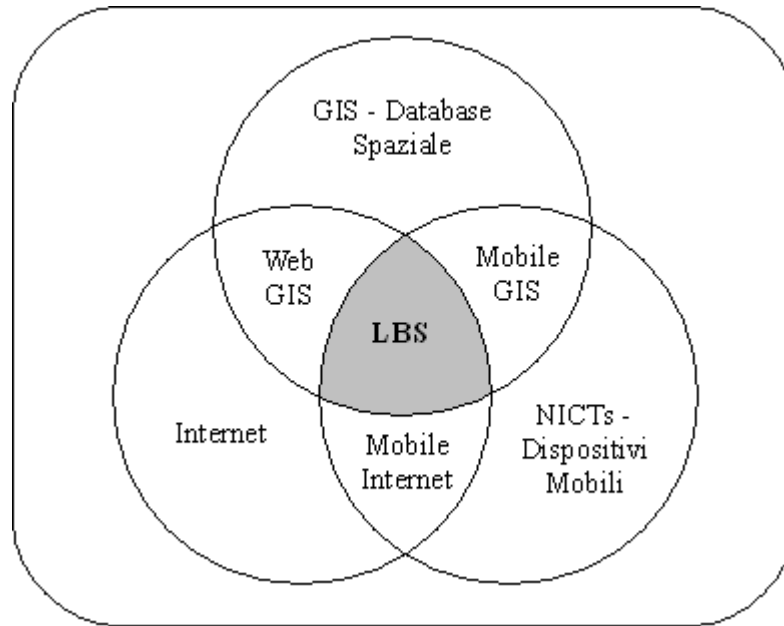 GIS - Database
Spaziale
Web
GIS
Mobile
GIS
LBS
Internet
Mobile
Internet
NICTs -
Dispositivi
Mobili